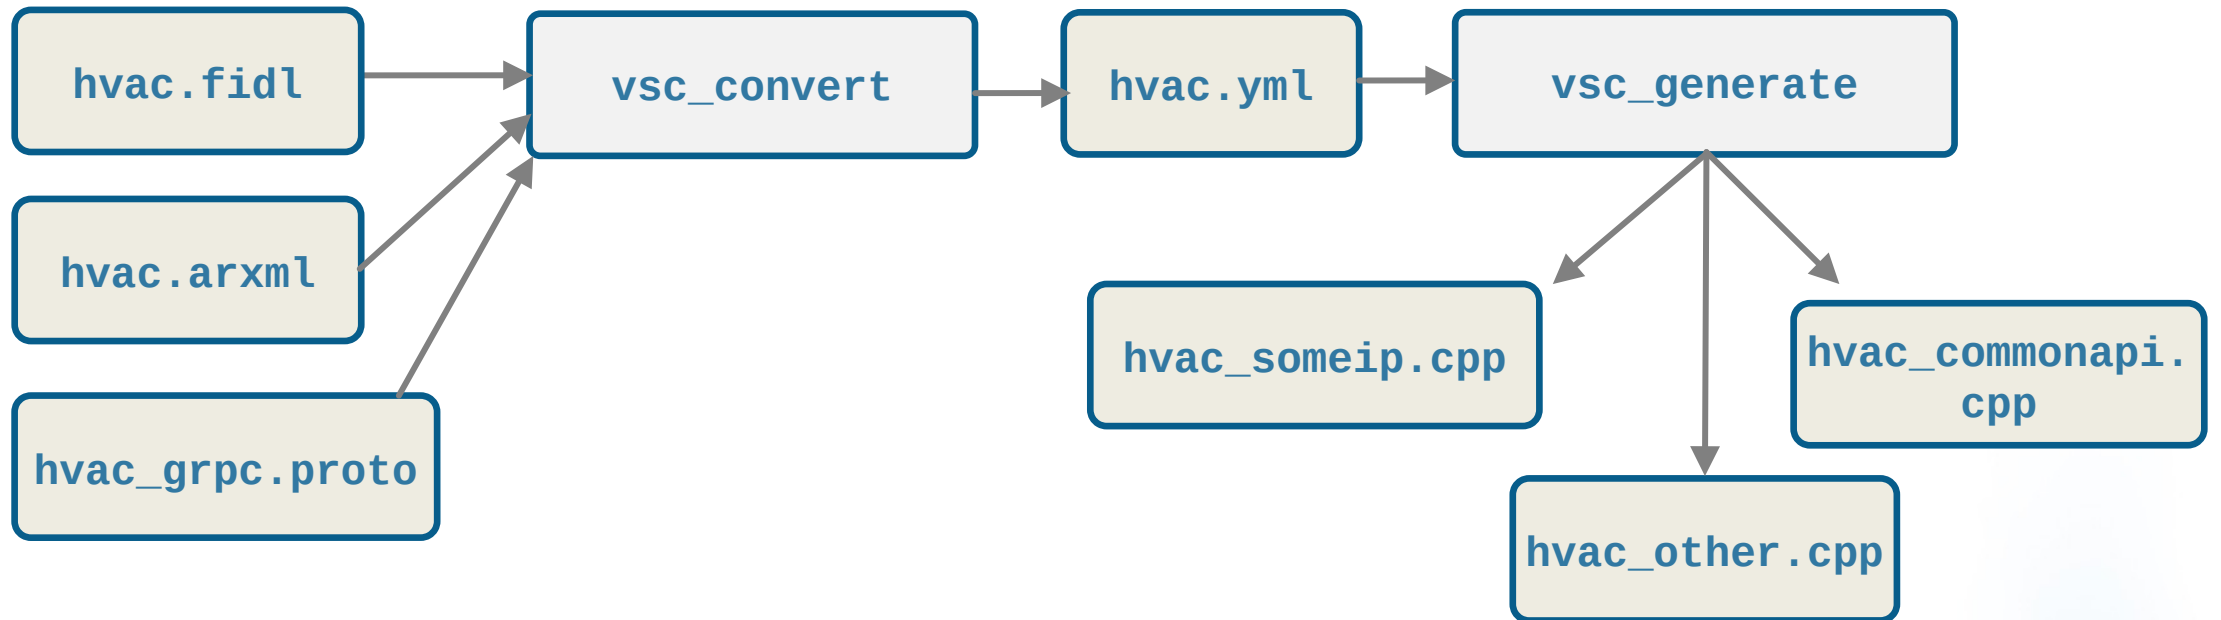 hvac.fidl
vsc_convert
hvac.yml
vsc_generate
hvac.arxml
hvac_someip.cpp
hvac_commonapi.
cpp
hvac_grpc.proto
hvac_other.cpp